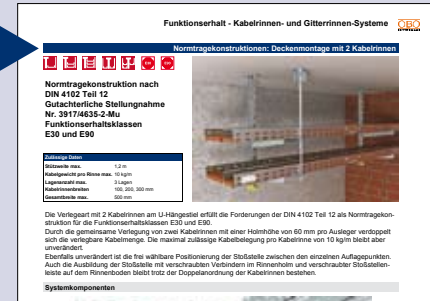 Funktionserhalt - Kabelrinnen- und Gitterrinnen-Systeme OBO
Normtragekonstruktionen: Deckenmontage mit 2 Kabelrinnen
E30 E90
Normtragekonstruktion nach
DIN 4102 Teil 12
Gutachterliche Stellungnahme
Nr. 3917/4635-2-Mu
Funktionserhaltsklassen
E30 und E90
Zulässige Daten
Stützweite max. 1,2 m
Kabelgewicht pro Rinne max. 10 kg/m
Lagenanzahl max. 3 Lagen
Kabelrinnenbreiten 100, 200, 300 mm
Gesamtbreite max. 500 mm
Die Verlegeart mit 2 Kabelrinnen am U-Hängestiel erfüllt die Forderungen der DIN 4102 Teil 12 als Normtragekon-
struktion für die Funktionserhaltsklassen E30 und E90.
Durch die gemeinsame Verlegung von zwei Kabelrinnen mit einer Holmhöhe von 60 mm pro Ausleger verdoppelt
sich die verlegbare Kabelmenge. Die maximal zulässige Kabelbelegung pro Kabelrinne von 10 kg/m bleibt aber
unverändert.
Ebenfalls unverändert ist die frei wählbare Positionierung der Stoßstelle zwischen den einzelnen Auflagepunkten.
Auch die Ausbildung der Stoßstelle mit verschraubten Verbindern im Rinnenholm und verschraubter Stoßstellen-
leiste auf dem Rinnenboden bleibt trotz der Doppelanordnung der Kabelrinnen bestehen.
Systemkomponenten